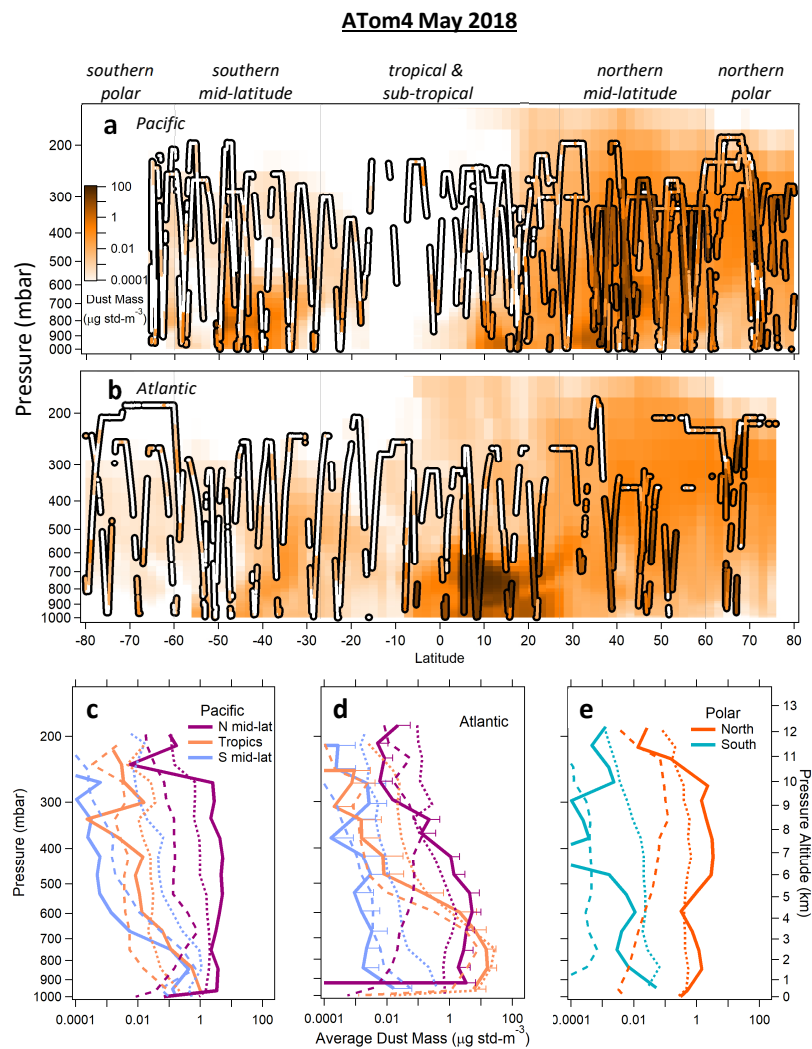 ATom4 May 2018
southern polar
southern mid-latitude
tropical & sub-tropical
northern mid-latitude
northern polar
a Pacific
200
300
400
500
600
700
800
900
1000
100
1
0.01
0.0001
Dust Mass
(µg std-m⁻³)
Pressure (mbar)
b Atlantic
200
300
400
500
600
700
800
900
1000
-80 -70 -60 -50 -40 -30 -20 -10 0 10 20 30 40 50 60 70 80
Latitude
c
Pacific
N mid-lat
Tropics
S mid-lat
Pressure (mbar)
200
300
400
500
600
700
800
900
1000
0.0001 0.01 1 100
d
Atlantic
0.0001 0.01 1 100
Average Dust Mass (µg std-m⁻³)
e
Polar
North
South
0.0001 0.01 1 100
13
12
11
10
9
8
7
6
5
4
3
2
1
0
Pressure Altitude (km)